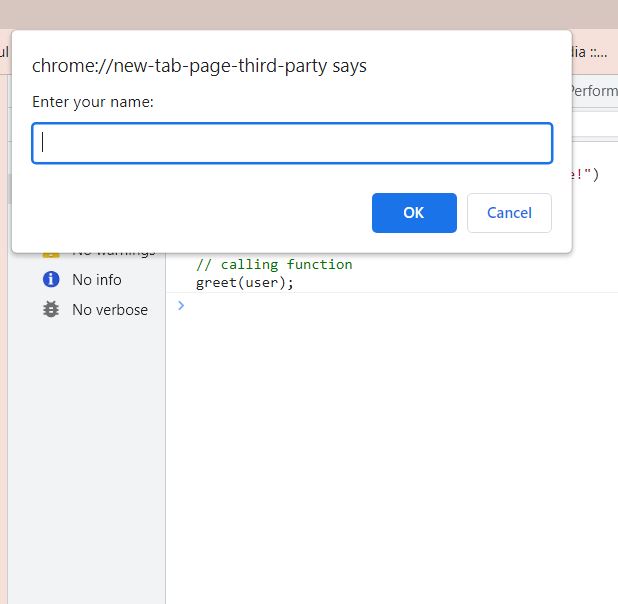 chrome://new-tab-page-third-party says
Enter your name:
OK
Cancel
dia ::...
Perform
e!")
No warnings
No info
No verbose
// calling function
greet(user);